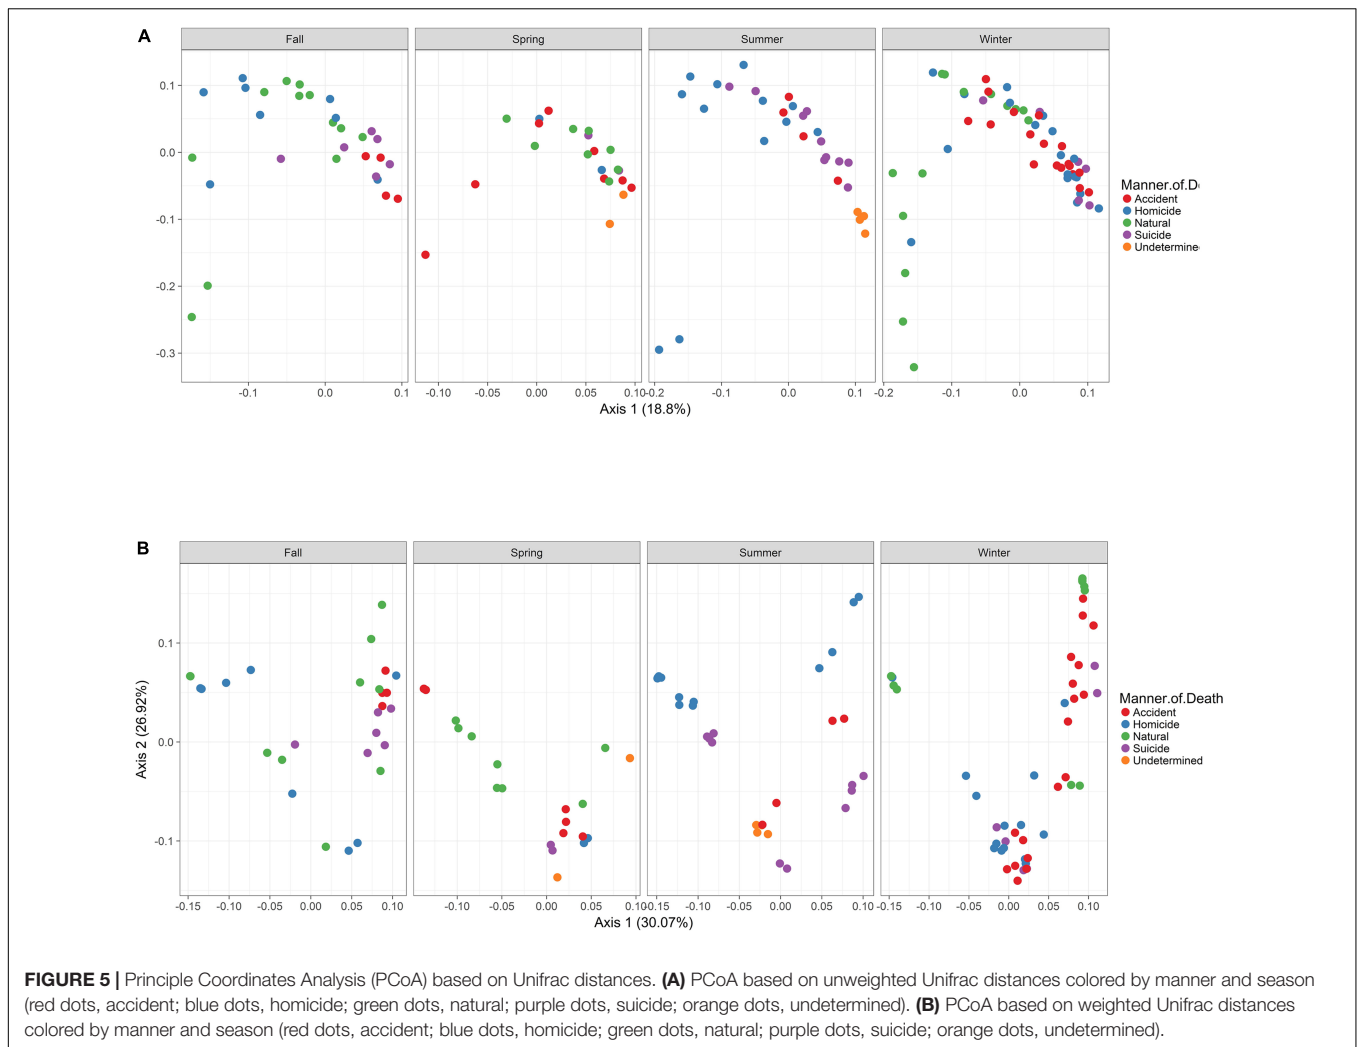 A
Fall
Spring
Summer
Winter
0.1
0.0
-0.1
-0.2
-0.3
-0.1 0.0 0.1
-0.10 -0.05 0.00 0.05 0.10
-0.2 -0.1 0.0 0.1
-0.2 -0.1 0.0 0.1
Axis 1 (18.8%)
Manner.of.D
Accident
Homicide
Natural
Suicide
Undetermine
B
Fall
Spring
Summer
Winter
Axis 2 (26.92%)
0.1
0.0
-0.1
-0.15 -0.10 -0.05 0.00 0.05 0.10
-0.10 -0.05 0.00 0.05 0.10
-0.15 -0.10 -0.05 0.00 0.05 0.10
-0.15 -0.10 -0.05 0.00 0.05 0.10
Axis 1 (30.07%)
Manner.of.Death
Accident
Homicide
Natural
Suicide
Undetermined
FIGURE 5 | Principle Coordinates Analysis (PCoA) based on Unifrac distances. (A) PCoA based on unweighted Unifrac distances colored by manner and season
(red dots, accident; blue dots, homicide; green dots, natural; purple dots, suicide; orange dots, undetermined). (B) PCoA based on weighted Unifrac distances
colored by manner and season (red dots, accident; blue dots, homicide; green dots, natural; purple dots, suicide; orange dots, undetermined).